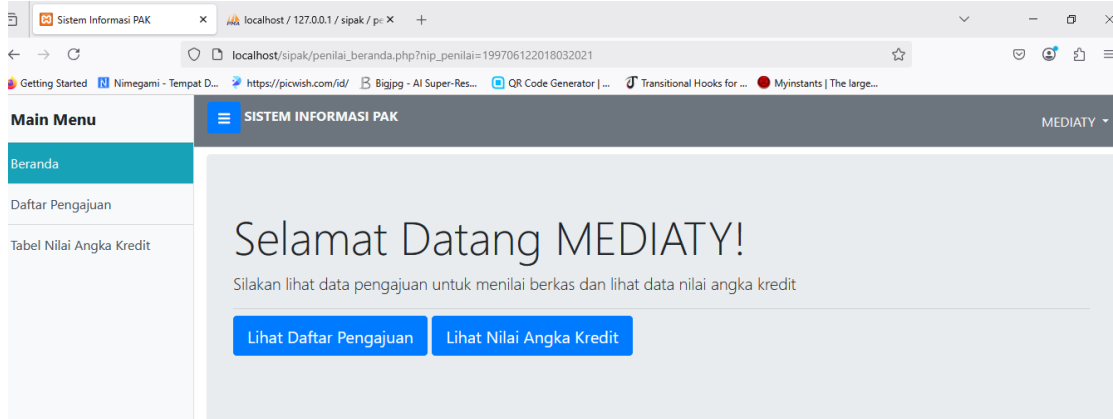 Sistem Informasi PAK
localhost / 127.0.0.1 / sipak / pe
localhost/sipak/penilai_beranda.php?nip_penilai=199706122018032021
Getting Started Nimegami - Tempat D... https://picwish.com/id/ Bigjpg - AI Super-Res... QR Code Generator | ... Transitional Hooks for ... Myinstants | The large...
Main Menu
SISTEM INFORMASI PAK
MEDIATY
Beranda
Daftar Pengajuan
Tabel Nilai Angka Kredit
Selamat Datang MEDIATY!
Silakan lihat data pengajuan untuk menilai berkas dan lihat data nilai angka kredit
Lihat Daftar Pengajuan
Lihat Nilai Angka Kredit